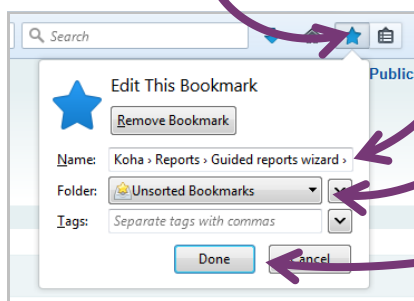 Search
Public
Edit This Bookmark
Remove Bookmark
Name: Koha › Reports › Guided reports wizard ›
Folder: Unsorted Bookmarks
Tags: Separate tags with commas
Done Cancel